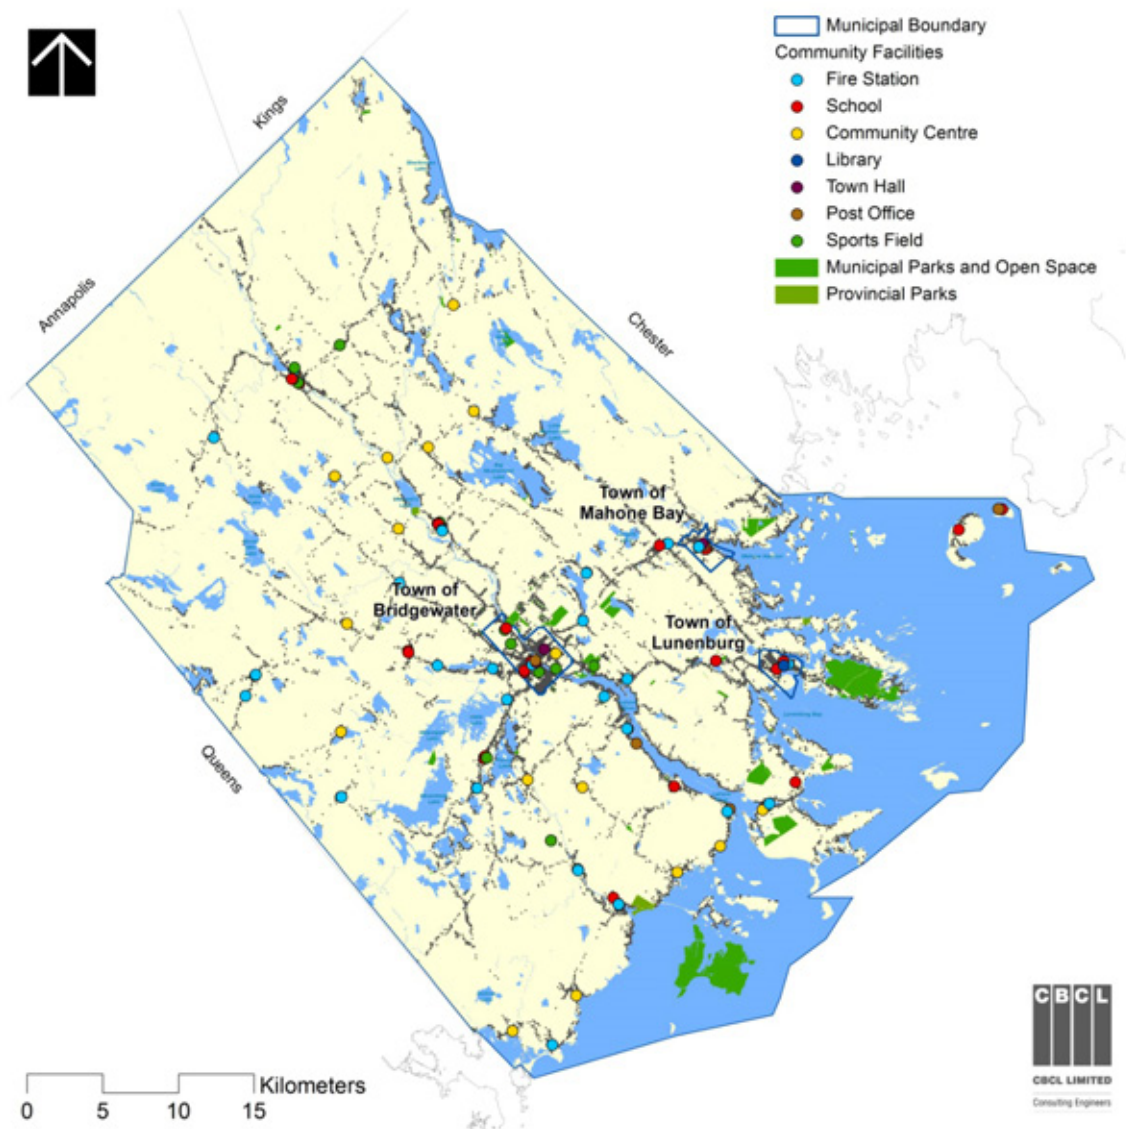 Municipal Boundary
Community Facilities
Fire Station
School
Community Centre
Library
Town Hall
Post Office
Sports Field
Municipal Parks and Open Space
Provincial Parks
Kings
Annapolis
Chester
Town of
Mahone Bay
Town of
Bridgewater
Town of
Lunenburg
Queens
Kilometers
0 5 10 15
CBCL
CBCL LIMITED
Consulting Engineers